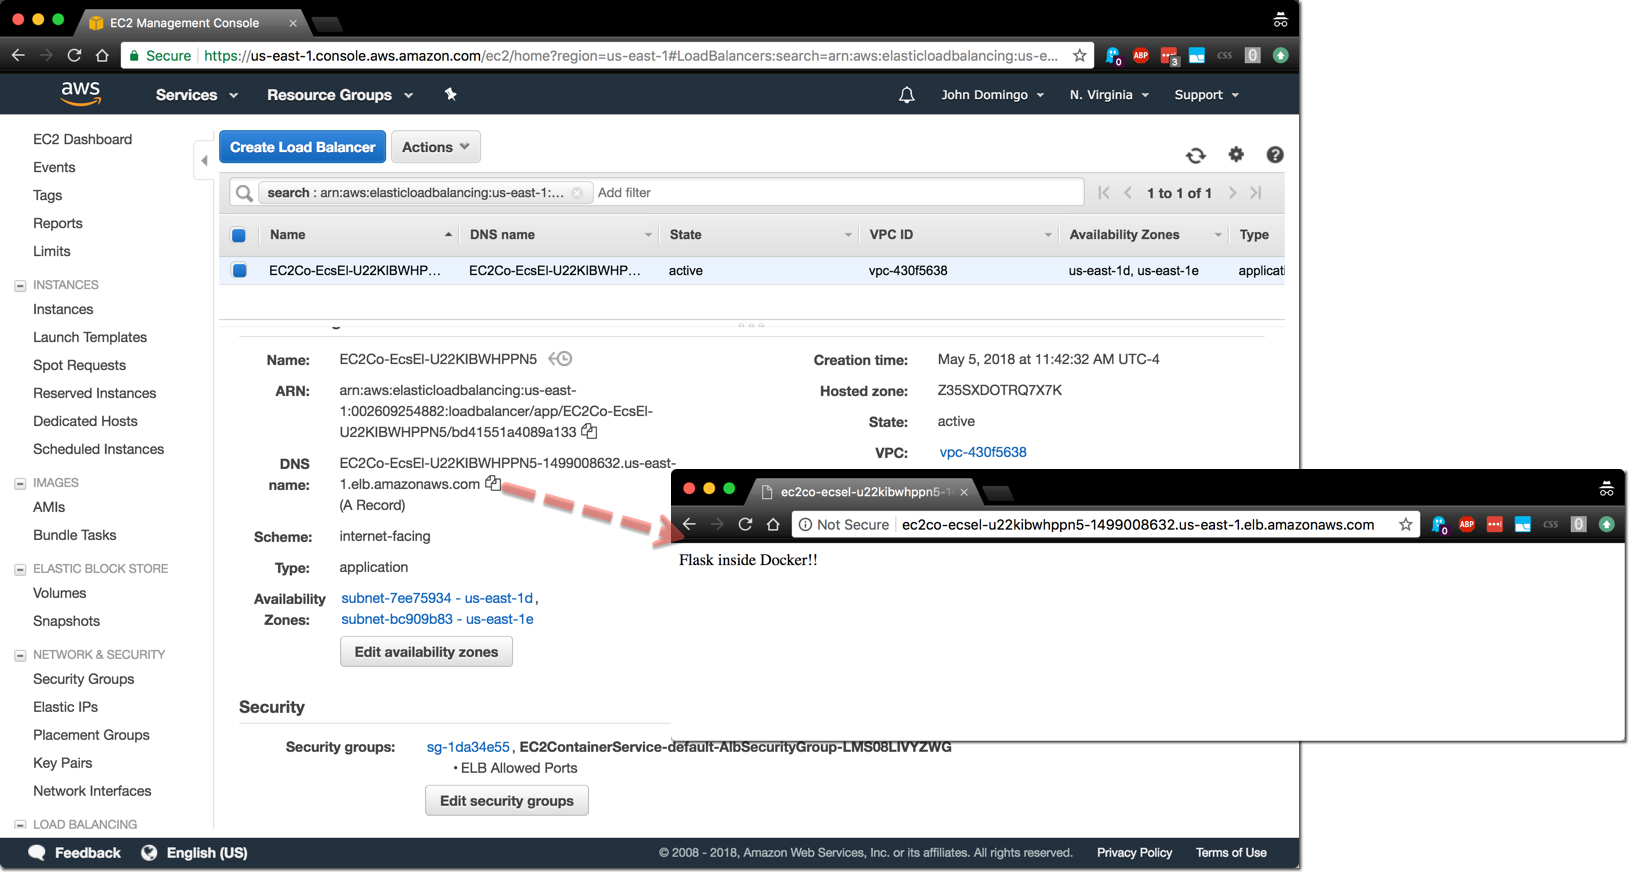 EC2 Management Console
Secure https://us-east-1.console.aws.amazon.com/ec2/home?region=us-east-1#LoadBalancers:search=arn:aws:elasticloadbalancing:us-e...
0 ABP 3 css 0
aws Services Resource Groups John Domingo N. Virginia Support
EC2 Dashboard
Events
Tags
Reports
Limits
INSTANCES
Instances
Launch Templates
Spot Requests
Reserved Instances
Dedicated Hosts
Scheduled Instances
IMAGES
AMIs
Bundle Tasks
ELASTIC BLOCK STORE
Volumes
Snapshots
NETWORK & SECURITY
Security Groups
Elastic IPs
Placement Groups
Key Pairs
Network Interfaces
LOAD BALANCING
Create Load Balancer Actions
search : arn:aws:elasticloadbalancing:us-east-1:... Add filter 1 to 1 of 1
Name DNS name State VPC ID Availability Zones Type
EC2Co-EcsEl-U22KIBWHP... EC2Co-EcsEl-U22KIBWHP... active vpc-430f5638 us-east-1d, us-east-1e applicati
Name: EC2Co-EcsEl-U22KIBWHPPN5
ARN: arn:aws:elasticloadbalancing:us-east-
1:002609254882:loadbalancer/app/EC2Co-EcsEl-
U22KIBWHPPN5/bd41551a4089a133
DNS name: EC2Co-EcsEl-U22KIBWHPPN5-1499008632.us-east-
1.elb.amazonaws.com
(A Record)
Scheme: internet-facing
Type: application
Availability Zones: subnet-7ee75934 - us-east-1d,
subnet-bc909b83 - us-east-1e
Edit availability zones
Creation time: May 5, 2018 at 11:42:32 AM UTC-4
Hosted zone: Z35SXDOTRQ7X7K
State: active
VPC: vpc-430f5638
Security
Security groups: sg-1da34e55, EC2ContainerService-default-AlbSecurityGroup-LMS08LIVYZWG
• ELB Allowed Ports
Edit security groups
ec2co-ecsel-u22kibwhppn5-1
Not Secure ec2co-ecsel-u22kibwhppn5-1499008632.us-east-1.elb.amazonaws.com
0 ABP css 0
Flask inside Docker!!
Feedback English (US) © 2008 - 2018, Amazon Web Services, Inc. or its affiliates. All rights reserved. Privacy Policy Terms of Use